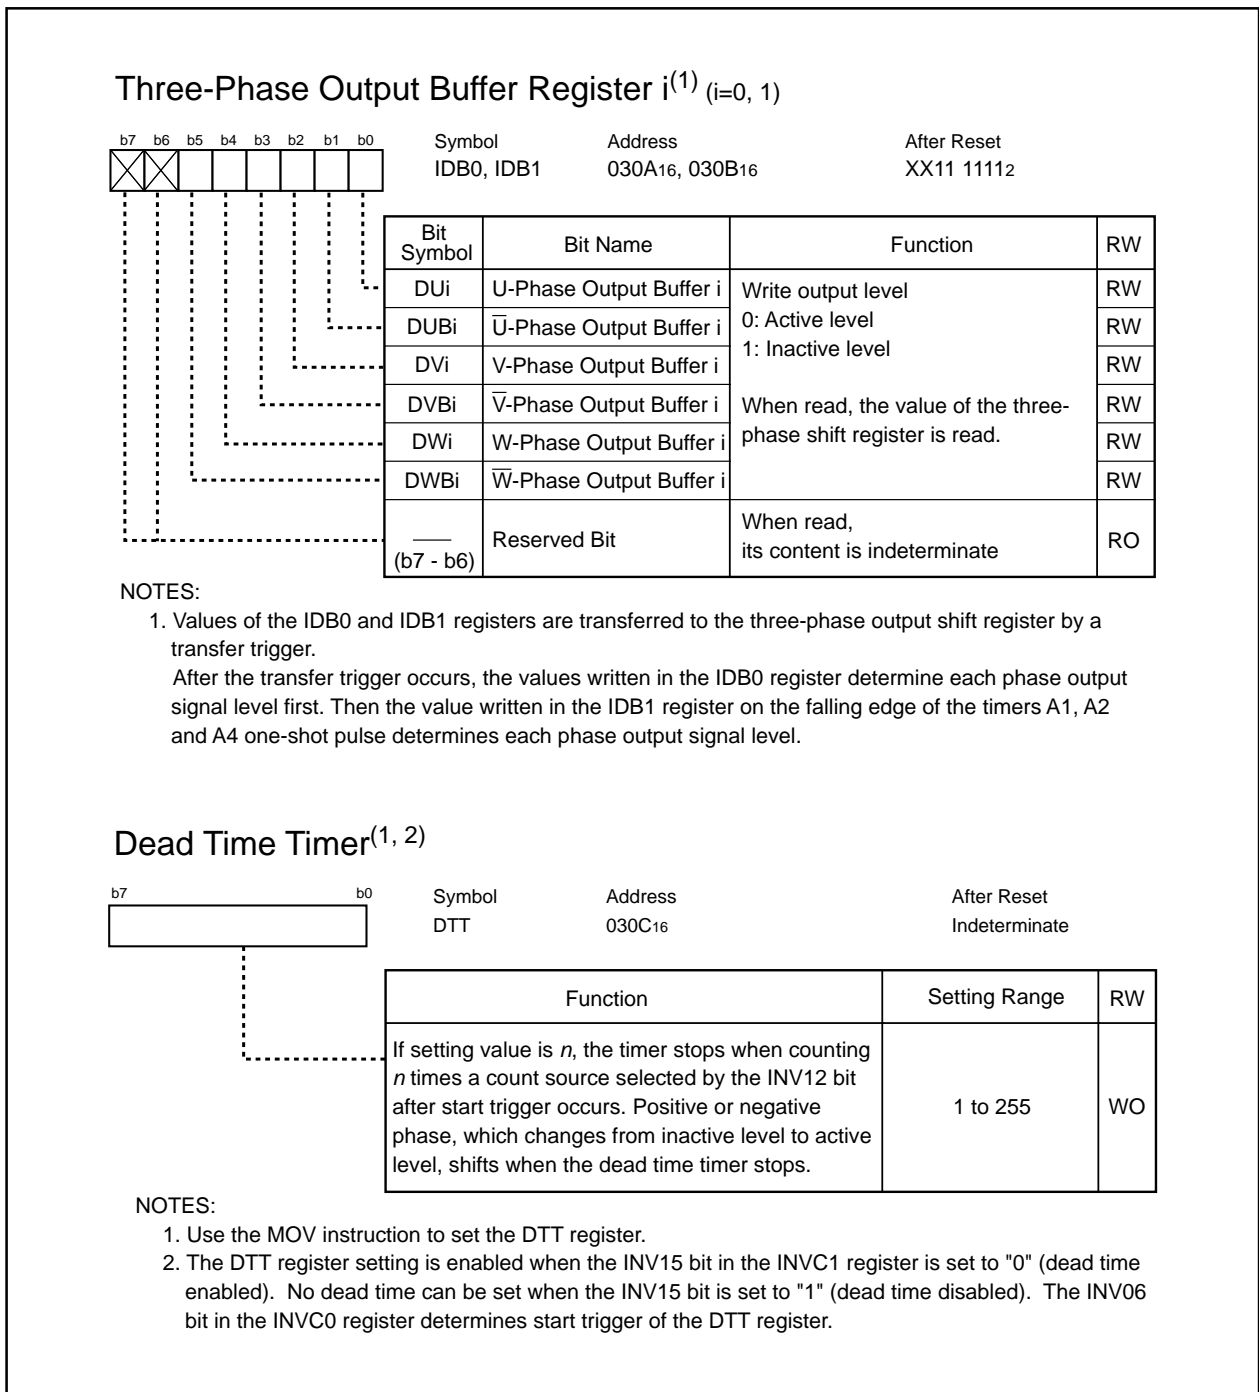 Three-Phase Output Buffer Register i(1) (i=0, 1)
b7 b6 b5 b4 b3 b2 b1 b0
Symbol Address After Reset
IDB0, IDB1 030A16, 030B16 XX11 11112
Bit Symbol Bit Name Function RW
DUi U-Phase Output Buffer i Write output level RW
0: Active level
DUBi U̅-Phase Output Buffer i RW
1: Inactive level
DVi V-Phase Output Buffer i RW
DVBi V̅-Phase Output Buffer i When read, the value of the three- RW
DWi W-Phase Output Buffer i phase shift register is read. RW
DWBi W̅-Phase Output Buffer i RW
When read,
(b7 - b6) Reserved Bit its content is indeterminate RO
NOTES:
1. Values of the IDB0 and IDB1 registers are transferred to the three-phase output shift register by a
transfer trigger.
After the transfer trigger occurs, the values written in the IDB0 register determine each phase output
signal level first. Then the value written in the IDB1 register on the falling edge of the timers A1, A2
and A4 one-shot pulse determines each phase output signal level.
Dead Time Timer(1, 2)
b7 b0
Symbol Address After Reset
DTT 030C16 Indeterminate
Function Setting Range RW
If setting value is n, the timer stops when counting
n times a count source selected by the INV12 bit
after start trigger occurs. Positive or negative 1 to 255 WO
phase, which changes from inactive level to active
level, shifts when the dead time timer stops.
NOTES:
1. Use the MOV instruction to set the DTT register.
2. The DTT register setting is enabled when the INV15 bit in the INVC1 register is set to "0" (dead time
enabled). No dead time can be set when the INV15 bit is set to "1" (dead time disabled). The INV06
bit in the INVC0 register determines start trigger of the DTT register.